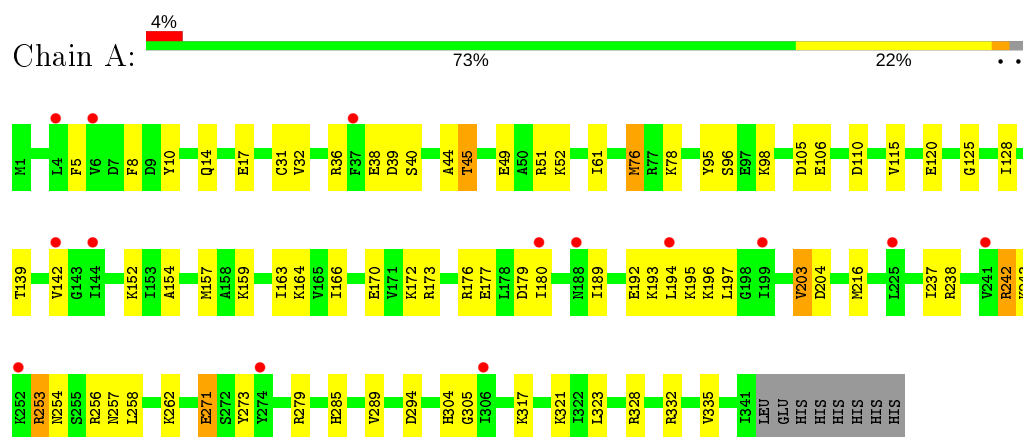 4%
Chain A:
73%
22%
M1 L4 F5 V6 D7 F8 D9 Y10 Q14 E17 C31 V32 R36 F37 E38 D39 S40 A44 T45 E49 A50 R51 K52 I61 M76 R77 K78 Y95 S96 E97 K98 D105 E106 D110 V115 E120 G125 I128
T139 V142 G143 I144 K152 I153 A154 M157 A158 K159 I163 K164 V165 I166 E170 V171 K172 R173 R176 E177 L178 D179 I180 N188 I189 E192 K193 L194 K195 K196 L197 G198 I199 V203 D204 M216 L225 I237 R238 V241 R242
K252 R253 N254 S255 R256 N257 L258 K262 E271 S272 Y273 Y274 R279 H285 V289 D294 H304 G305 I306 K317 K321 I322 L323 R328 R332 V335 I341 LEU GLU HIS HIS HIS HIS HIS HIS